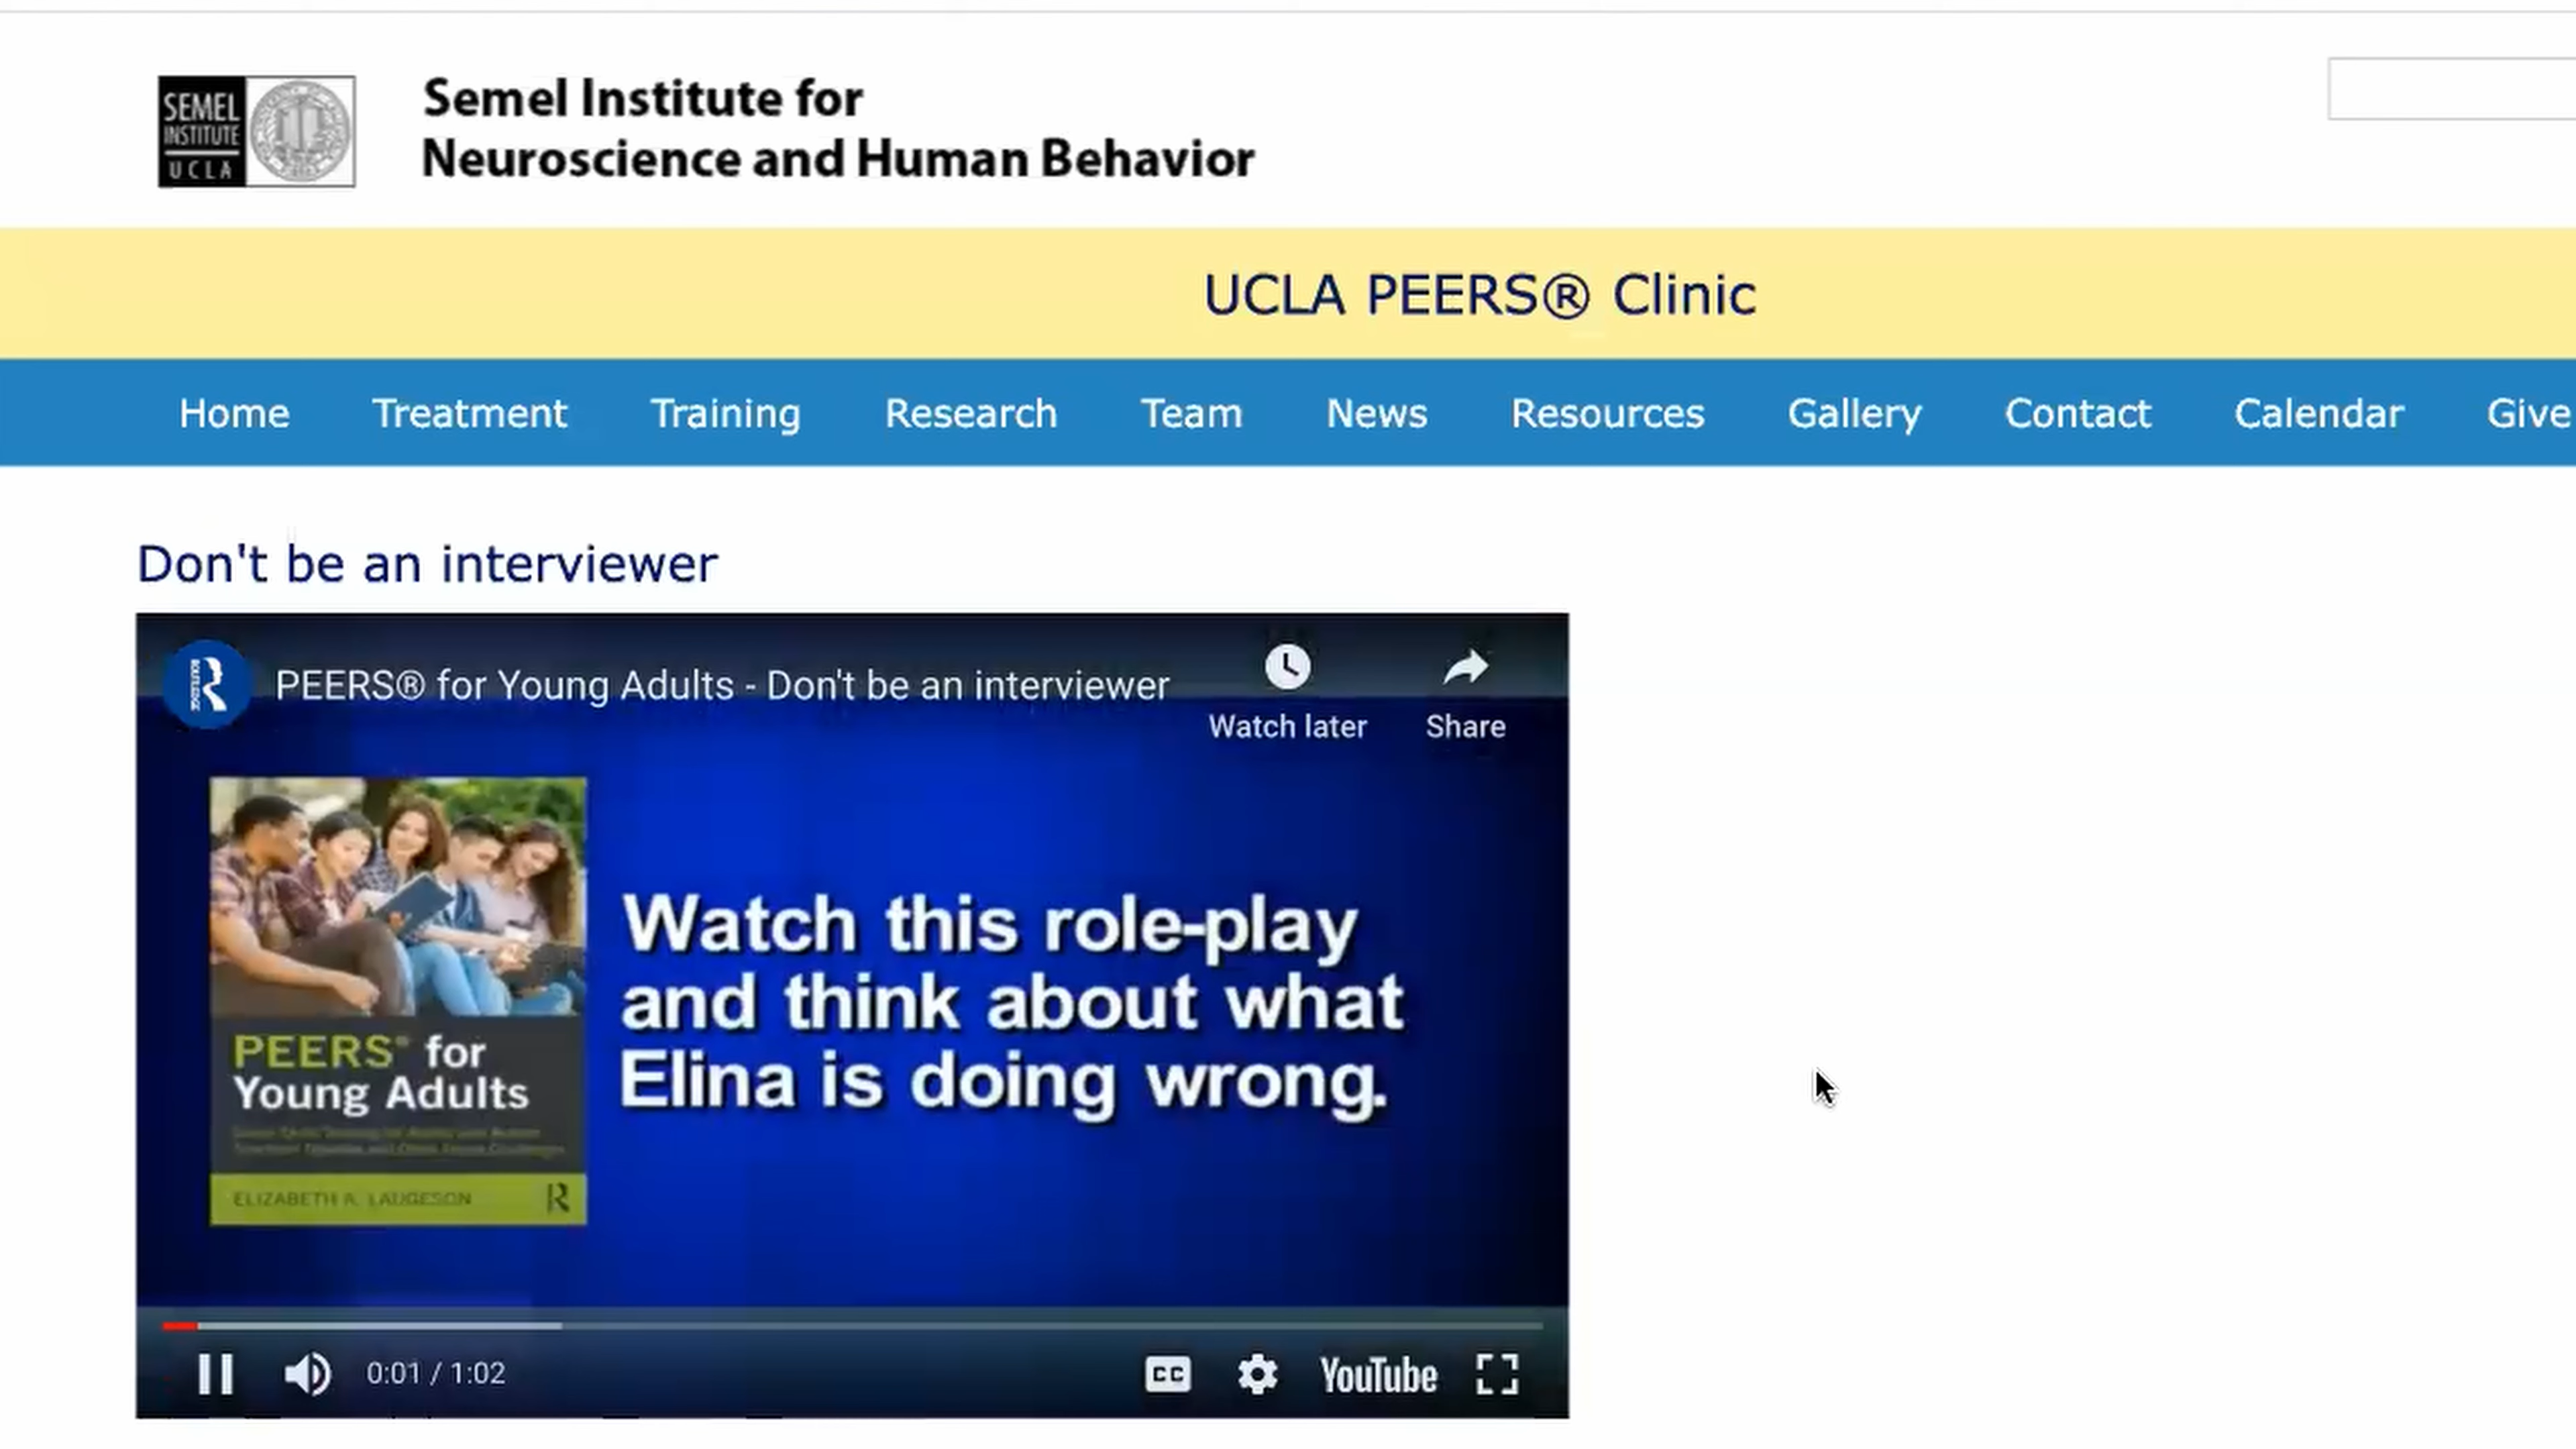 SEMEL
INSTITUTE
UCLA
Semel Institute for
Neuroscience and Human Behavior
UCLA PEERS® Clinic
Home Treatment Training Research Team News Resources Gallery Contact Calendar Give
Don't be an interviewer
PEERS® for Young Adults - Don't be an interviewer
Watch later
Share
Watch this role-play
and think about what
Elina is doing wrong.
PEERS® for
Young Adults
ELIZABETH A. LAUGESON
0:01 / 1:02
CC
YouTube